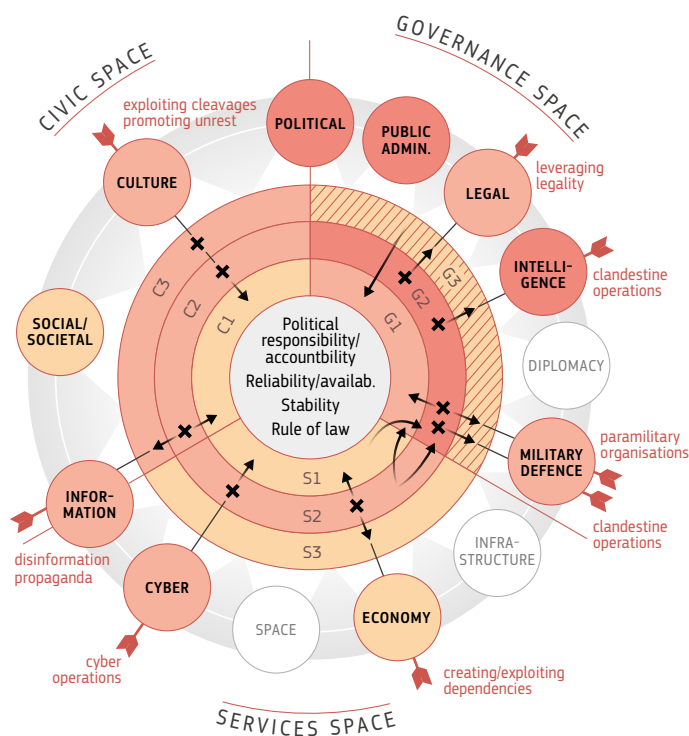 CIVIC SPACE
GOVERNANCE SPACE
exploiting cleavages
promoting unrest
POLITICAL
PUBLIC
ADMIN.
CULTURE
LEGAL
leveraging
legality
INTELLI-
GENCE
clandestine
operations
C3
C2
C1
G1
G2
G3
SOCIAL/
SOCIETAL
Political
responsibility/
accountbility
Reliability/availab.
Stability
Rule of law
DIPLOMACY
MILITARY
DEFENCE
paramilitary
organisations
clandestine
operations
INFOR-
MATION
disinformation
propaganda
S1
S2
S3
INFRA-
STRUCTURE
CYBER
cyber
operations
SPACE
ECONOMY
creating/exploiting
dependencies
SERVICES SPACE